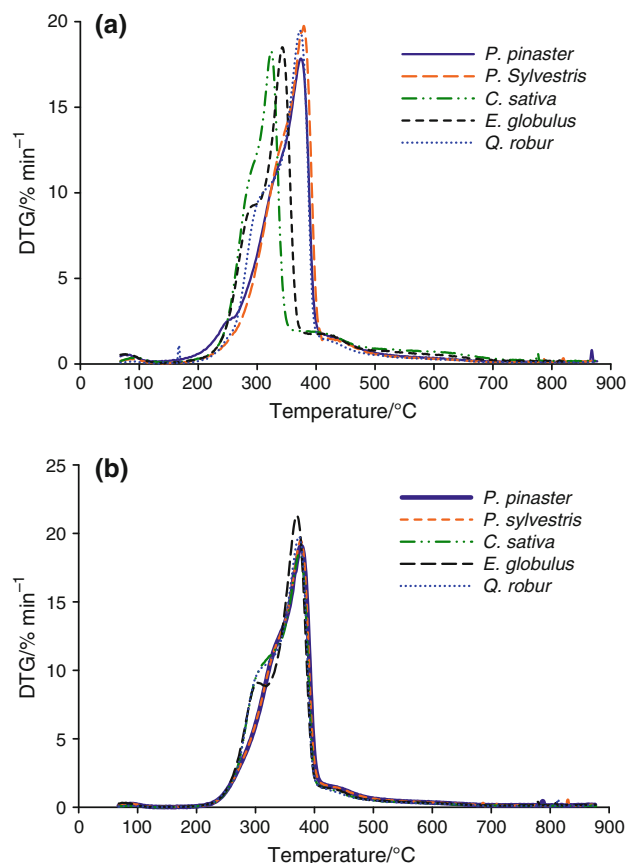 (a)
P. pinaster
P. Sylvestris
C. sativa
E. globulus
Q. robur
DTG/% min⁻¹
20
15
10
5
0
0 100 200 300 400 500 600 700 800 900
Temperature/°C
(b)
P. pinaster
P. sylvestris
C. sativa
E. globulus
Q. robur
DTG/% min⁻¹
25
20
15
10
5
0
0 100 200 300 400 500 600 700 800 900
Temperature/°C